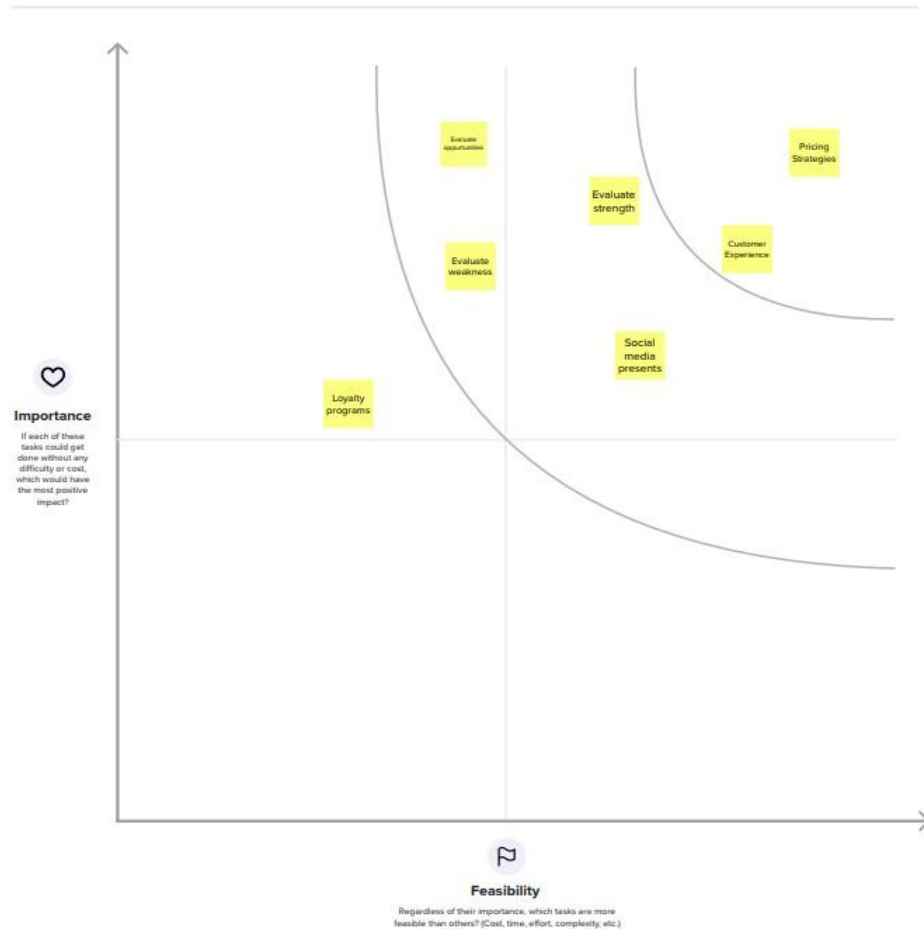 Evaluate
oppurtunities
Pricing
Strategies
Evaluate
strength
Customer
Experience
Evaluate
weakness
Social
media
presents
Loyalty
programs
Importance
If each of these
tasks could get
done without any
difficulty or cost,
which would have
the most positive
impact?
Feasibility
Regardless of their importance, which tasks are more
feasible than others? (Cost, time, effort, complexity, etc.)